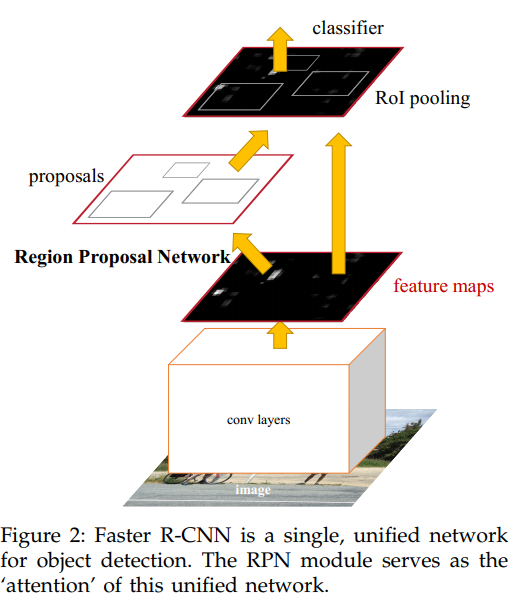 classifier
RoI pooling
proposals
Region Proposal Network
feature maps
conv layers
image
Figure 2: Faster R-CNN is a single, unified network
for object detection. The RPN module serves as the
‘attention’ of this unified network.